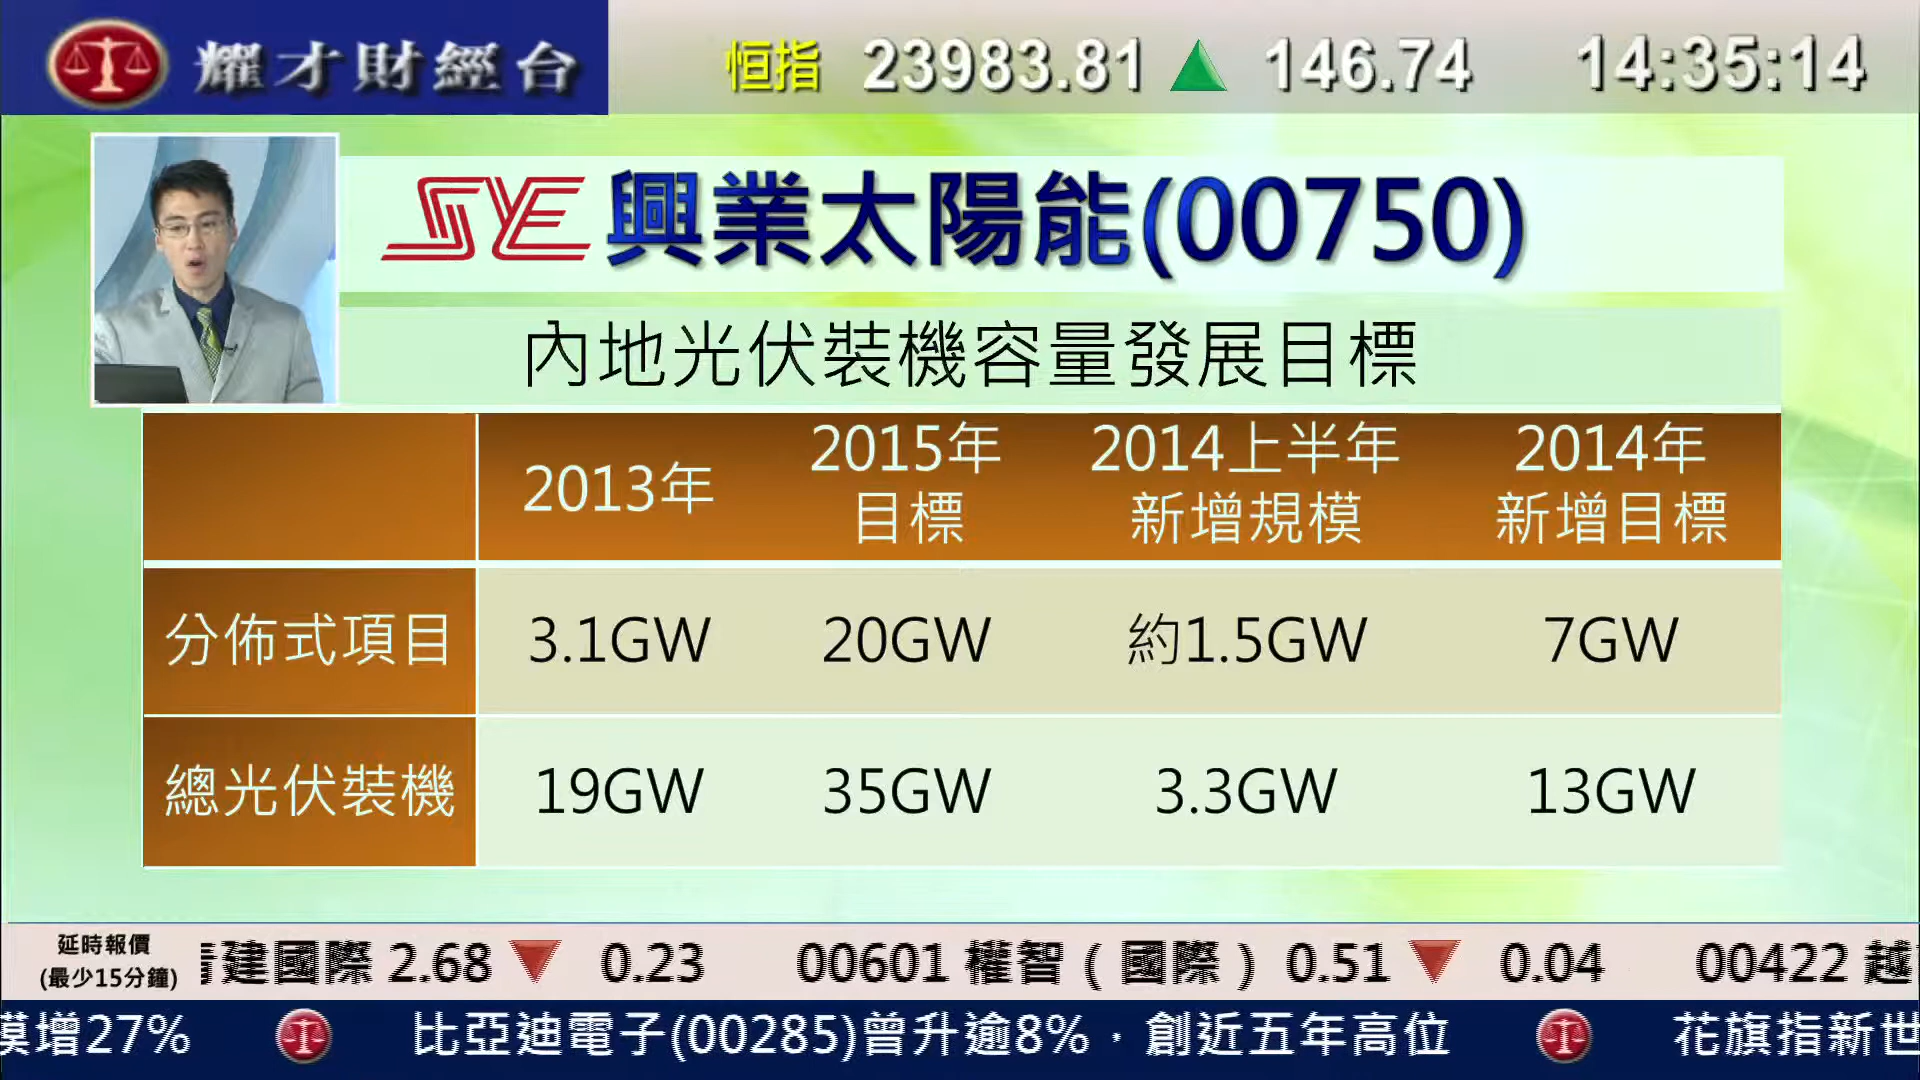 耀才財經台
恒指 23983.81 ▲ 146.74 14:35:14
SYE 興業太陽能(00750)
內地光伏裝機容量發展目標
2013年
2015年
目標
2014上半年
新增規模
2014年
新增目標
分佈式項目 3.1GW 20GW 約1.5GW 7GW
總光伏裝機 19GW 35GW 3.3GW 13GW
延時報價
(最少15分鐘)
建國際 2.68 ▼ 0.23 00601 權智(國際) 0.51 ▼ 0.04 00422 越
模增27% 比亞迪電子(00285)曾升逾8%，創近五年高位 花旗指新世